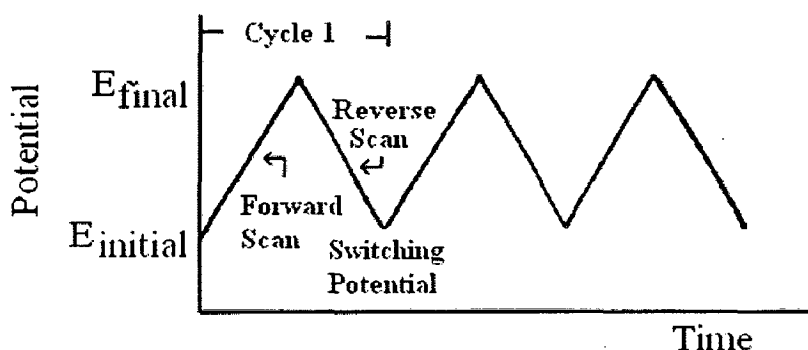 Cycle 1
Potential
E final
Reverse
Scan
Forward
Scan
E initial
Switching
Potential
Time